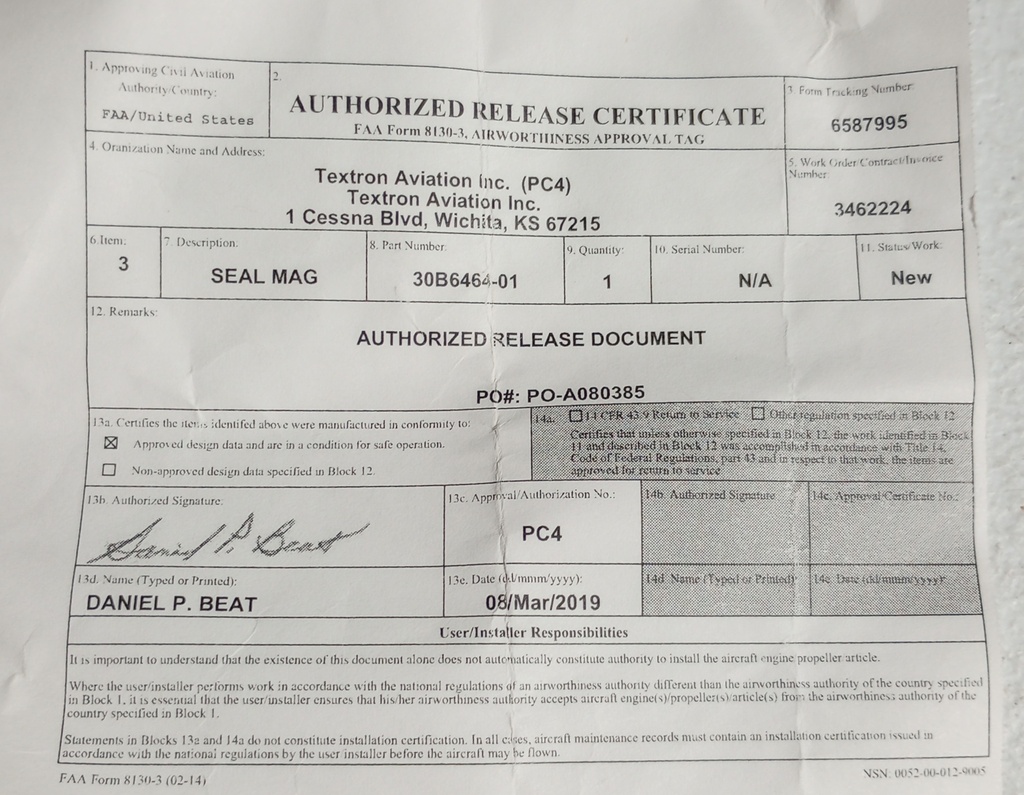 1. Approving Civil Aviation
Authority/Country:
FAA/United States
2.
AUTHORIZED RELEASE CERTIFICATE
FAA Form 8130-3, AIRWORTHINESS APPROVAL TAG
3. Form Tracking Number:
6587995
4. Oranization Name and Address:
Textron Aviation Inc. (PC4)
Textron Aviation Inc.
1 Cessna Blvd, Wichita, KS 67215
5. Work Order/Contract/Invoice
Number:
3462224
6.Item:
3
7. Description:
SEAL MAG
8. Part Number:
30B6464-01
9. Quantity:
1
10. Serial Number:
N/A
11. Status/Work:
New
12. Remarks:
AUTHORIZED RELEASE DOCUMENT
PO#: PO-A080385
13a. Certifies the items identifed above were manufactured in conformity to:
☒ Approved design data and are in a condition for safe operation.
☐ Non-approved design data specified in Block 12.
14a. ☐ 14 CFR 43.9 Return to Service ☐ Other regulation specified in Block 12
Certifies that unless otherwise specified in Block 12, the work identified in Block
11 and described in Block 12 was accomplished in accordance with Title 14,
Code of Federal Regulations, part 43 and in respect to that work, the items are
approved for return to service
13b. Authorized Signature:
Daniel P. Beat
13c. Approval/Authorization No.:
PC4
14b. Authorized Signature
14c. Approval/Certificate No.:
13d. Name (Typed or Printed):
DANIEL P. BEAT
13e. Date (dd/mmm/yyyy):
08/Mar/2019
14d. Name (Typed or Printed)
14e. Date (dd/mmm/yyyy):
User/Installer Responsibilities
It is important to understand that the existence of this document alone does not automatically constitute authority to install the aircraft engine propeller article.
Where the user/installer performs work in accordance with the national regulations of an airworthiness authority different than the airworthiness authority of the country specified
in Block 1, it is essential that the user/installer ensures that his/her airworthiness authority accepts aircraft engine(s)/propeller(s)/article(s) from the airworthiness authority of the
country specified in Block 1.
Statements in Blocks 13a and 14a do not constitute installation certification. In all cases, aircraft maintenance records must contain an installation certification issued in
accordance with the national regulations by the user installer before the aircraft may be flown.
FAA Form 8130-3 (02-14)
NSN: 0052-00-012-9005